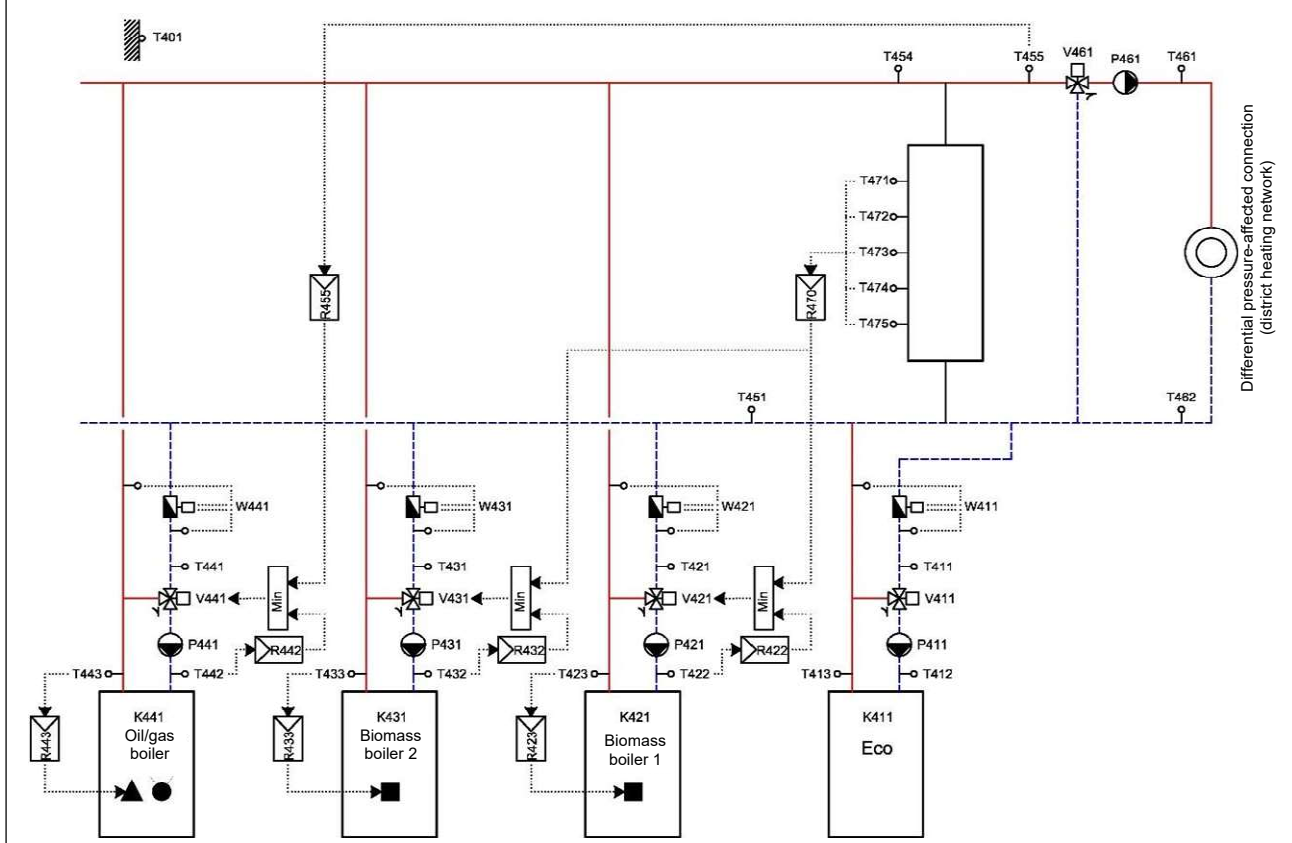 T401
T454
T455
V461
P461
T461
Differential pressure-affected connection
(district heating network)
T471
T472
T473
T474
T475
R455
R470
T451
T462
W441
W431
W421
W411
T441
T431
T421
T411
V441
Min
V431
Min
V421
Min
V411
P441
R442
P431
R432
P421
R422
P411
T443
T442
T433
T432
T423
T422
T413
T412
R443
K441
Oil/gas
boiler
R433
K431
Biomass
boiler 2
R423
K421
Biomass
boiler 1
K411
Eco